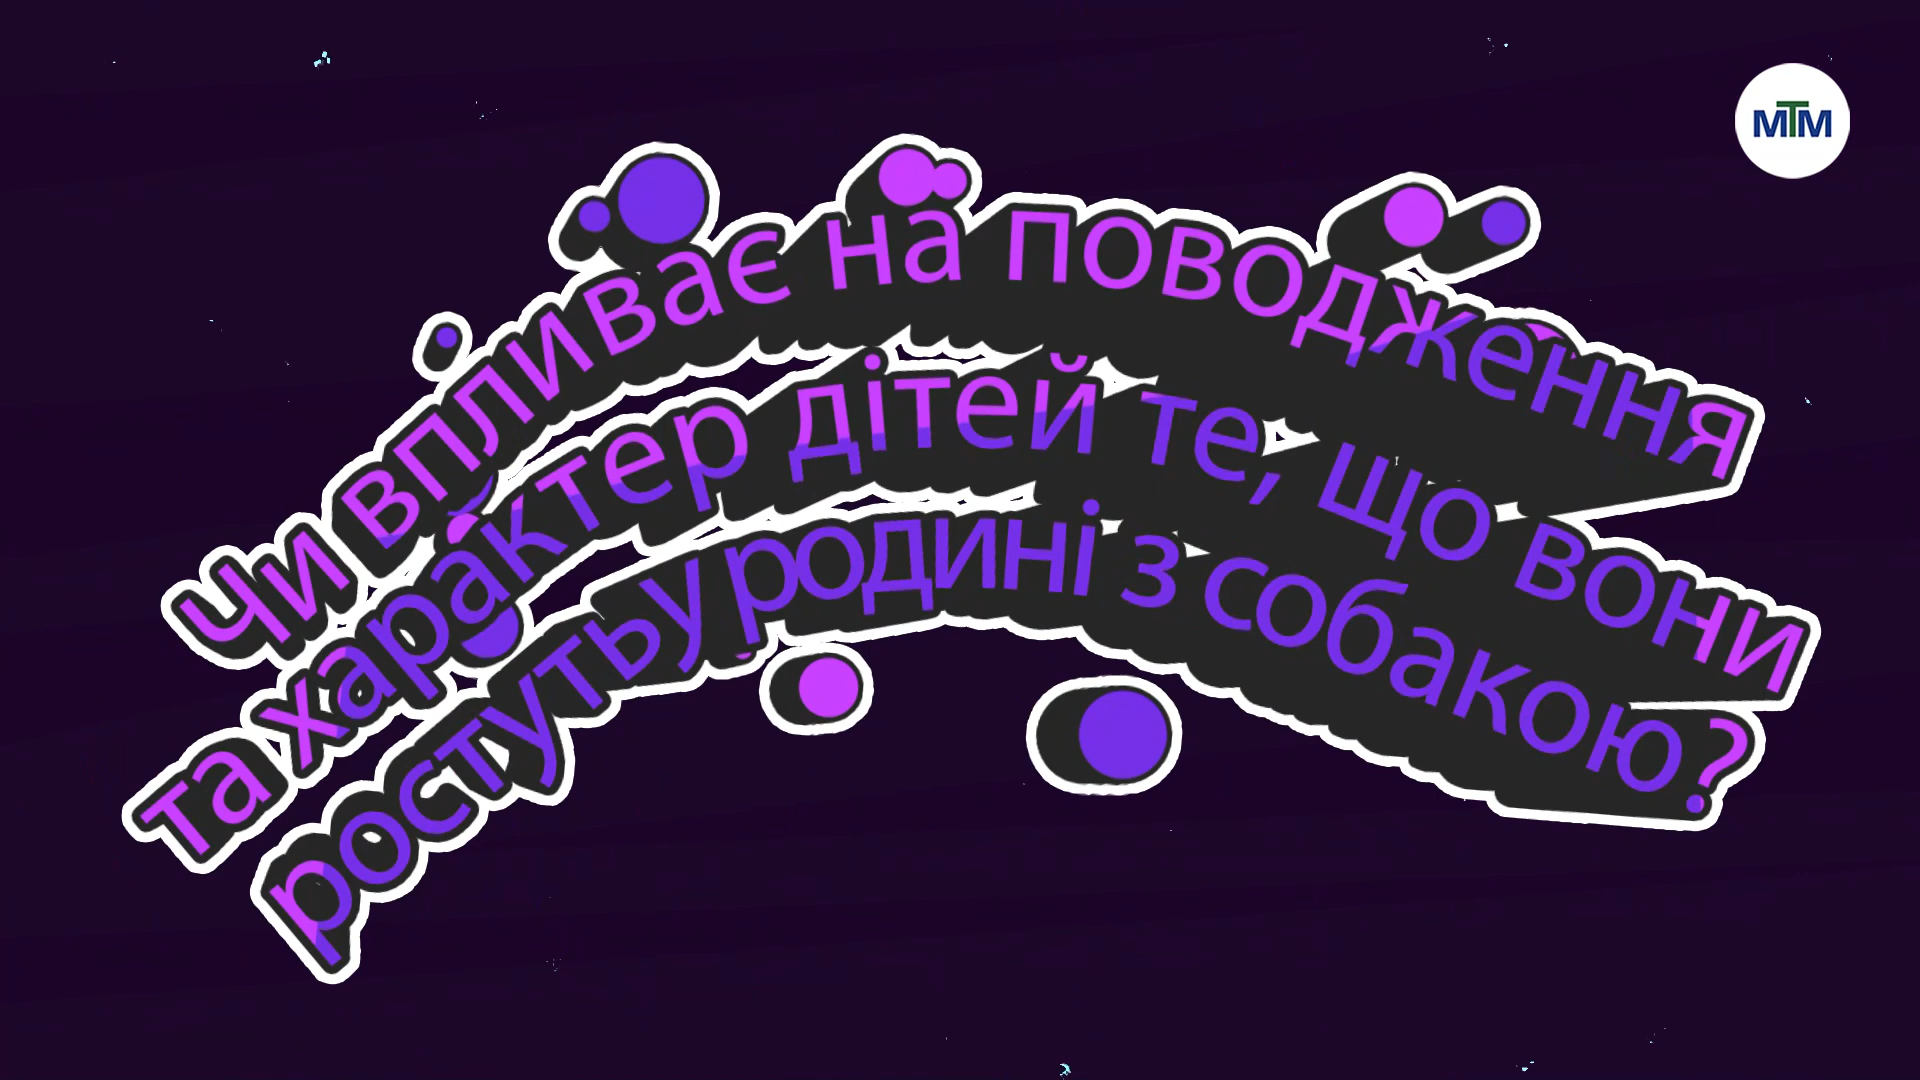 МТМ
Чи впливає на поводження
та характер дітей те, що вони
ростуть у родині з собакою?